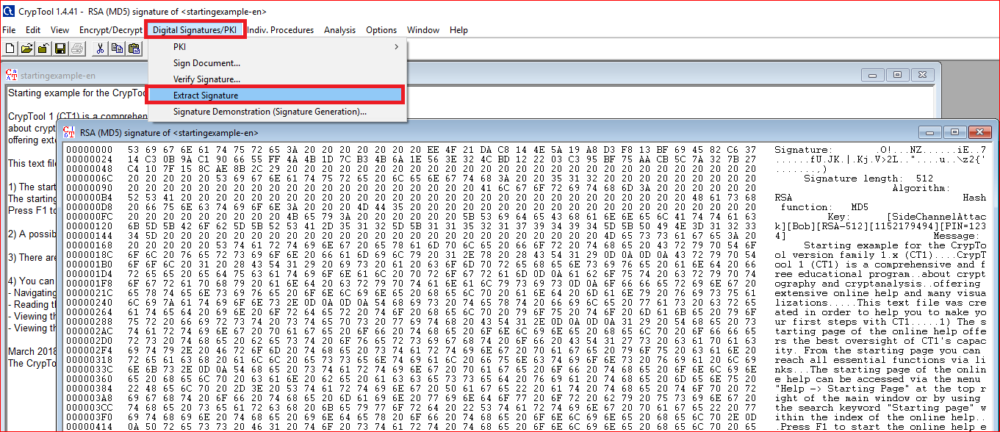 CrypTool 1.4.41 - RSA (MD5) signature of <startingexample-en>
File Edit View Encrypt/Decrypt Digital Signatures/PKI Indiv. Procedures Analysis Options Window Help
PKI
Sign Document...
Verify Signature...
Extract Signature
Signature Demonstration (Signature Generation)...
startingexample-en
Starting example for the CrypToo
CrypTool 1 (CT1) is a comprehen
about crypt
offering exte
This text file
1) The start
The starting
Press F1 to
2) A possib
3) There are
4) You can
- Navigating
- Reading th
- Viewing th
- Viewing th
March 2018
The CrypTo
RSA (MD5) signature of <startingexample-en>
00000000 53 69 67 6E 61 74 75 72 65 3A 20 20 20 20 20 20 20 20 EE 4F 21 DA C8 14 4E 5A 19 A8 D3 F8 13 BF 69 45 82 C6 37 Signature: .O!...NZ......iE..7
00000024 14 C3 0B 9A C1 90 66 55 FF 4A 4B 1D 7C B3 4B 6A 1E 56 3E 32 4C BD 12 22 03 C3 95 BF 75 AA CB 5C 7A 32 7B 27 ......fU.JK.|.Kj.V>2L.."....u..\z2{'
00000048 C4 10 7F 15 8C AE 8B 2C 29 20 20 20 20 20 20 20 20 20 20 20 20 20 20 20 20 20 20 20 20 20 20 20 20 20 20 20 .......,)
0000006C 20 20 20 20 20 53 69 67 6E 61 74 75 72 65 20 6C 65 6E 67 74 68 3A 20 20 35 31 32 20 20 20 20 20 20 20 20 20 Signature length: 512
00000090 20 20 20 20 20 20 20 20 20 20 20 20 20 20 20 20 20 20 20 20 41 6C 67 6F 72 69 74 68 6D 3A 20 20 20 20 20 20 Algorithm:
000000B4 52 53 41 20 20 20 20 20 20 20 20 20 20 20 20 20 20 20 20 20 20 20 20 20 20 20 20 20 20 20 20 20 48 61 73 68 RSA Hash
000000D8 20 66 75 6E 63 74 69 6F 6E 3A 20 20 20 20 4D 44 35 20 20 20 20 20 20 20 20 20 20 20 20 20 20 20 20 20 20 20 function: MD5
000000FC 20 20 20 20 20 20 20 20 20 4B 65 79 3A 20 20 20 20 20 20 20 20 20 5B 53 69 64 65 43 68 61 6E 6E 65 6C 41 74 74 61 63 Key: [SideChannelAttac
00000120 6B 5D 5B 42 6F 62 5D 5B 52 53 41 2D 35 31 32 5D 5B 31 31 35 32 31 37 39 34 39 34 5D 5B 50 49 4E 3D 31 32 33 k][Bob][RSA-512][1152179494][PIN=123
00000144 34 5D 20 20 20 20 20 20 20 20 20 20 20 20 20 20 20 20 20 20 20 20 20 20 20 20 20 4D 65 73 73 61 67 65 3A 20 4] Message:
00000168 20 20 20 20 20 53 74 61 72 74 69 6E 67 20 65 78 61 6D 70 6C 65 20 66 6F 72 20 74 68 65 20 43 72 79 70 54 6F Starting example for the CrypTo
0000018C 6F 6C 20 76 65 72 73 69 6F 6E 20 66 61 6D 69 6C 79 20 31 2E 78 20 28 43 54 31 29 0D 0A 0D 0A 43 72 79 70 54 ol version family 1.x (CT1)....CrypT
000001B0 6F 6F 6C 20 31 20 28 43 54 31 29 20 69 73 20 61 20 63 6F 6D 70 72 65 68 65 6E 73 69 76 65 20 61 6E 64 20 66 ool 1 (CT1) is a comprehensive and f
000001D4 72 65 65 20 65 64 75 63 61 74 69 6F 6E 61 6C 20 70 72 6F 67 72 61 6D 0D 0A 61 62 6F 75 74 20 63 72 79 70 74 ree educational program..about crypt
000001F8 6F 67 72 61 70 68 79 20 61 6E 64 20 63 72 79 70 74 61 6E 61 6C 79 73 69 73 0D 0A 6F 66 66 65 72 69 6E 67 20 ography and cryptanalysis..offering
0000021C 65 78 74 65 6E 73 69 76 65 20 6F 6E 6C 69 6E 65 20 68 65 6C 70 20 61 6E 64 20 6D 61 6E 79 20 76 69 73 75 61 extensive online help and many visua
00000240 6C 69 7A 61 74 69 6F 6E 73 2E 0D 0A 0D 0A 54 68 69 73 20 74 65 78 74 20 66 69 6C 65 20 77 61 73 20 63 72 65 lizations.....This text file was cre
00000264 61 74 65 64 20 69 6E 20 6F 72 64 65 72 20 74 6F 20 68 65 6C 70 20 79 6F 75 20 74 6F 20 6D 61 6B 65 20 79 6F ated in order to help you to make yo
00000288 75 72 20 66 69 72 73 74 20 73 74 65 70 73 20 77 69 74 68 20 43 54 31 2E 0D 0A 0D 0A 31 29 20 54 68 65 20 73 ur first steps with CT1.....1) The s
000002AC 74 61 72 74 69 6E 67 20 70 61 67 65 20 6F 66 20 74 68 65 20 6F 6E 6C 69 6E 65 20 68 65 6C 70 20 6F 66 66 65 tarting page of the online help offe
000002D0 72 73 20 74 68 65 20 62 65 73 74 20 6F 76 65 72 73 69 67 68 74 20 6F 66 20 43 54 31 27 73 20 63 61 70 61 63 rs the best oversight of CT1's capac
000002F4 69 74 79 2E 20 46 72 6F 6D 20 74 68 65 20 73 74 61 72 74 69 6E 67 20 70 61 67 65 20 79 6F 75 20 63 61 6E 20 ity. From the starting page you can
00000318 72 65 61 63 68 20 61 6C 6C 20 65 73 73 65 6E 74 69 61 6C 20 66 75 6E 63 74 69 6F 6E 73 20 76 69 61 20 6C 69 reach all essential functions via li
0000033C 6E 6B 73 2E 0D 0A 54 68 65 20 73 74 61 72 74 69 6E 67 20 70 61 67 65 20 6F 66 20 74 68 65 20 6F 6E 6C 69 6E nks...The starting page of the onlin
00000360 65 20 68 65 6C 70 20 63 61 6E 20 62 65 20 61 63 63 65 73 73 65 64 20 76 69 61 20 74 68 65 20 6D 65 6E 75 20 e help can be accessed via the menu
00000384 22 48 65 6C 70 20 2D 3E 20 53 74 61 72 74 69 6E 67 20 50 61 67 65 22 20 61 74 20 74 68 65 20 74 6F 70 20 72 "Help -> Starting Page" at the top r
000003A8 69 67 68 74 20 6F 66 20 74 68 65 20 6D 61 69 6E 20 77 69 6E 64 6F 77 20 6F 72 20 62 79 20 75 73 69 6E 67 20 ight of the main window or by using
000003CC 74 68 65 20 73 65 61 72 63 68 20 6B 65 79 77 6F 72 64 20 22 53 74 61 72 74 69 6E 67 20 70 61 67 65 22 20 77 the search keyword "Starting page" w
000003F0 69 74 68 69 6E 20 74 68 65 20 69 6E 64 65 78 20 6F 66 20 74 68 65 20 6F 6E 6C 69 6E 65 20 68 65 6C 70 2E 0D ithin the index of the online help..
00000414 0A 50 72 65 73 73 20 46 31 20 74 6F 20 73 74 61 72 74 20 74 68 65 20 6F 6E 6C 69 6E 65 20 68 65 6C 70 20 65 .Press F1 to start the online help